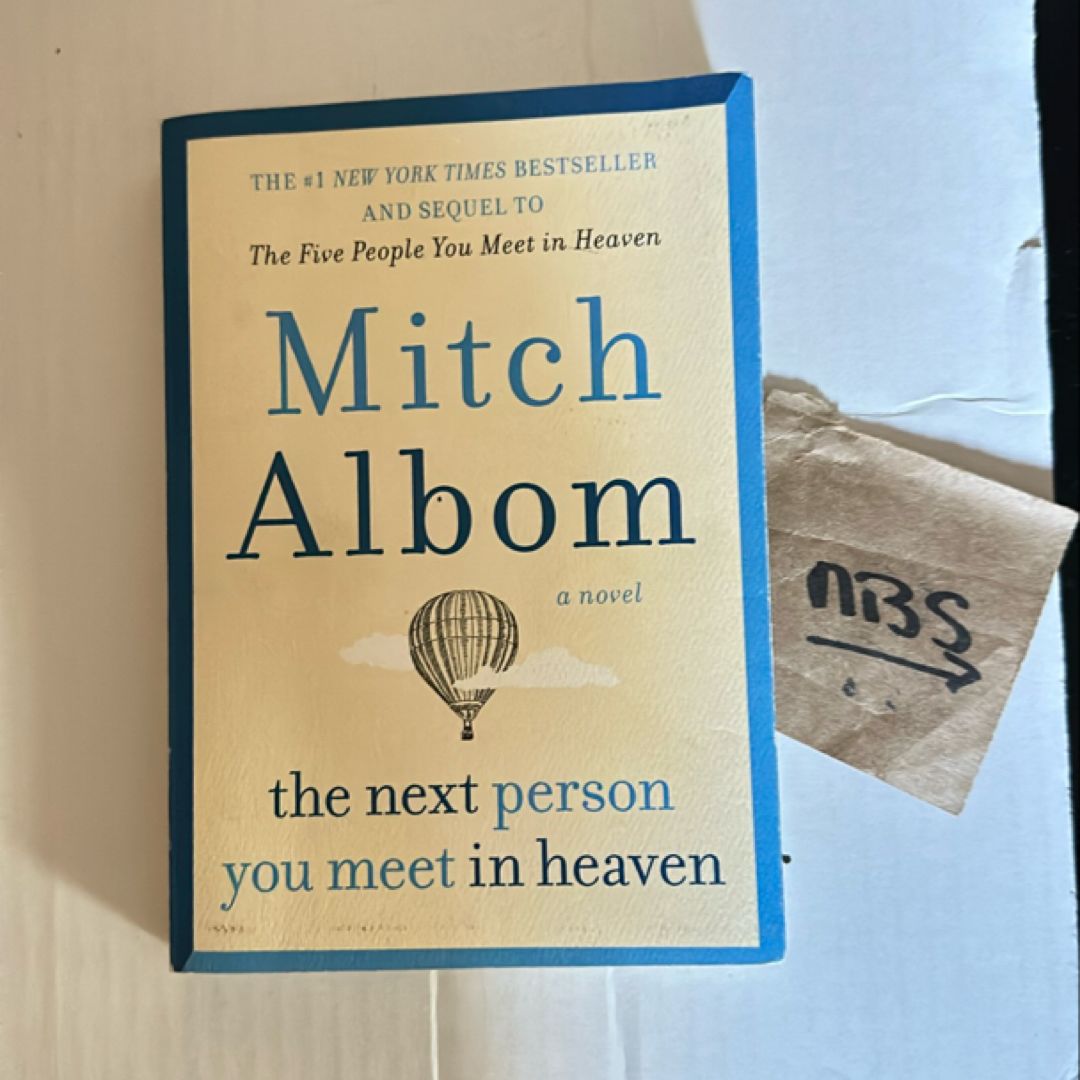 THE #1 NEW YORK TIMES BESTSELLER
AND SEQUEL TO
The Five People You Meet in Heaven
Mitch
Albom
a novel
the next person
you meet in heaven
NBS